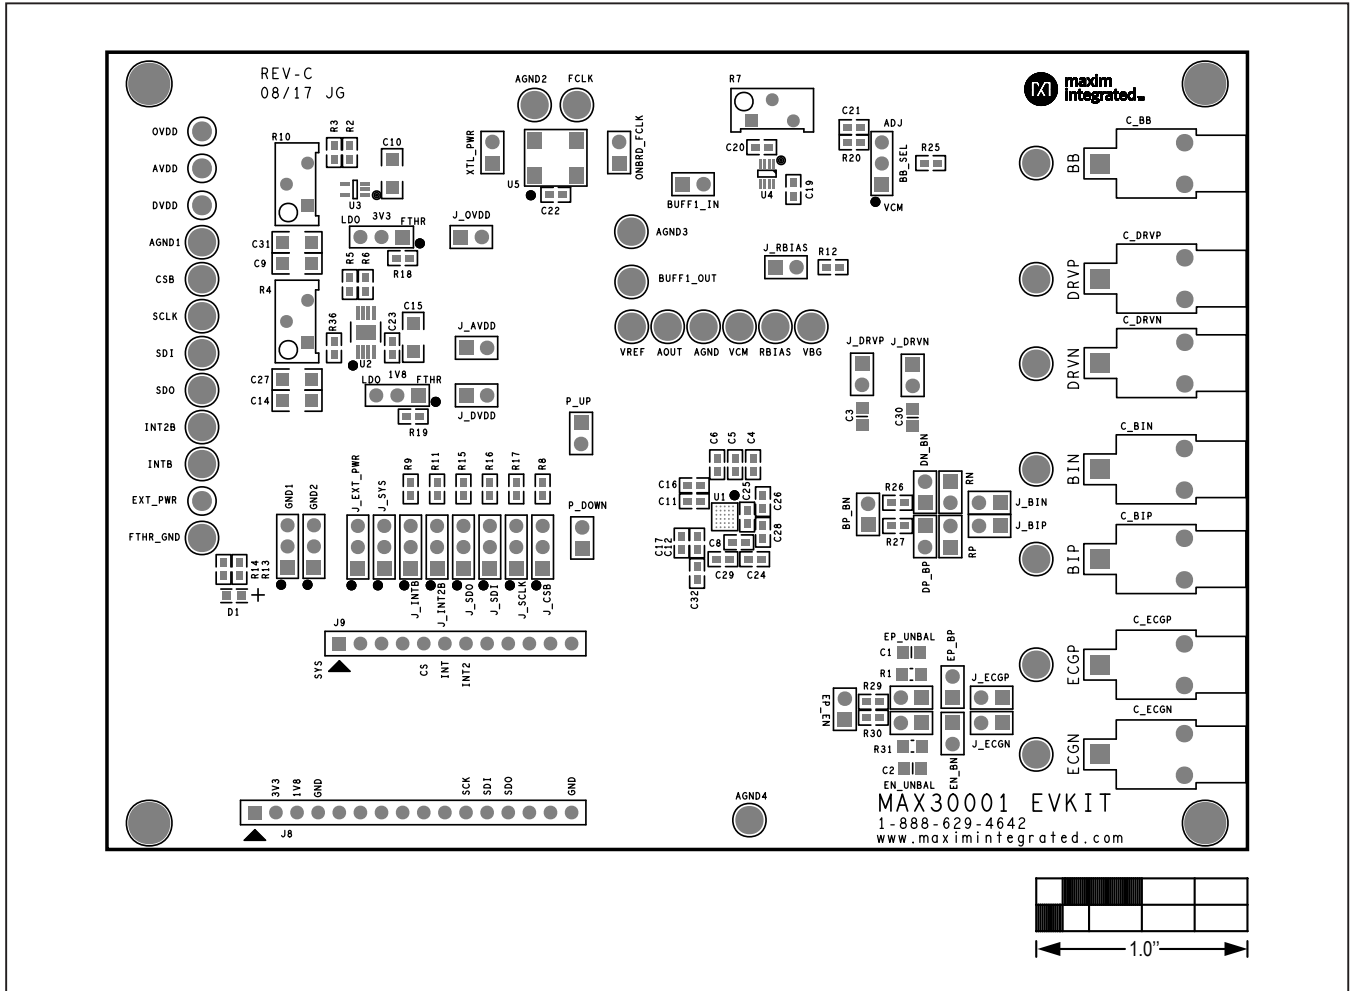 REV-C
08/17 JG
AGND2
FCLK
R7
maxim
integrated™
C_BB
BB
OVDD
AVDD
DVDD
AGND1
CSB
SCLK
SDI
SDO
INT2B
INTB
EXT_PWR
FTHR_GND
R10
R3
R2
C10
U3
XTL_PWR
U5
C22
ONBRD_FCLK
C20
U4
C19
C21
R20
ADJ
BB_SEL
VCM
R25
BUFF1_IN
LDO
3V3
FTHR
J_OVDD
R18
C31
C9
R5
R6
AGND3
BUFF1_OUT
J_RBIAS
R12
C_DRVP
DRVP
R4
R36
C23
C15
U2
J_AVDD
VREF
AOUT
AGND
VCM
RBIAS
VBG
C_DRVN
DRVN
J_DRVP
J_DRVN
C3
C30
C27
C14
LDO
1V8
FTHR
R19
J_DVDD
P_UP
P_DOWN
C_BIN
BIN
GND1
GND2
J_EXT_PWR
J_SYS
R9
R11
R15
R16
R17
R8
C6
C5
C4
C16
C11
U1
C25
C26
C28
C8
C17
C12
C29
C24
C32
DN_BN
RN
R26
BP_BN
R27
J_BIN
J_BIP
DP_BP
RP
C_BIP
BIP
R14
R13
D1
+
J_INTB
J_INT2B
J_SDO
J_SDI
J_SCLK
J_CSB
J9
SYS
CS
INT
INT2
EP_UNBAL
C1
R1
EP_BP
J_ECGP
R29
EP_EN
R30
R31
J_ECGN
C2
EN_UNBAL
EN_BN
C_ECGP
ECGP
C_ECGN
ECGN
3V3
1V8
GND
SCK
SDI
SDO
GND
J8
AGND4
MAX30001 EVKIT
1-888-629-4642
www.maximintegrated.com
1.0”